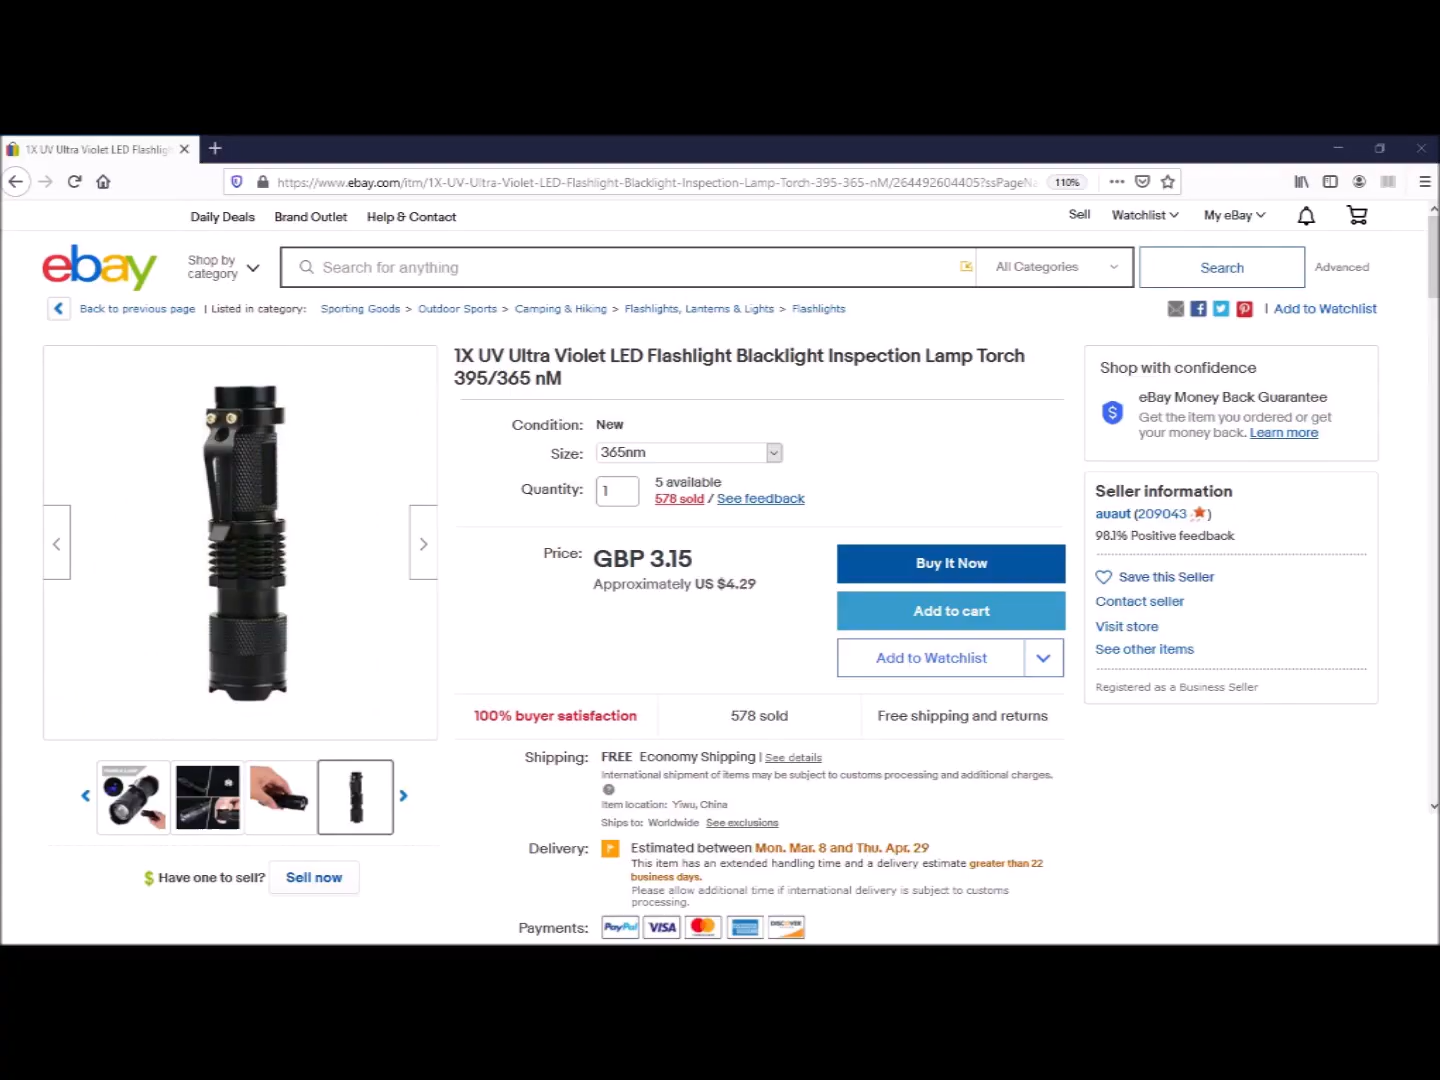 1X UV Ultra Violet LED Flashlig
https://www.ebay.com/itm/1X-UV-Ultra-Violet-LED-Flashlight-Blacklight-Inspection-Lamp-Torch-395-365-nM/264492604405?ssPageNa
110%
Daily Deals Brand Outlet Help & Contact
Sell Watchlist My eBay
ebay
Shop by category
Search for anything
All Categories
Search
Advanced
Back to previous page | Listed in category: Sporting Goods > Outdoor Sports > Camping & Hiking > Flashlights, Lanterns & Lights > Flashlights
| Add to Watchlist
1X UV Ultra Violet LED Flashlight Blacklight Inspection Lamp Torch
395/365 nM
Condition: New
Size: 365nm
Quantity: 1
5 available
578 sold / See feedback
Price: GBP 3.15
Approximately US $4.29
Buy It Now
Add to cart
Add to Watchlist
100% buyer satisfaction
578 sold
Free shipping and returns
Shipping: FREE Economy Shipping | See details
International shipment of items may be subject to customs processing and additional charges.
Item location: Yiwu, China
Ships to: Worldwide See exclusions
Delivery: Estimated between Mon. Mar. 8 and Thu. Apr. 29
This item has an extended handling time and a delivery estimate greater than 22
business days.
Please allow additional time if international delivery is subject to customs
processing.
Payments: PayPal VISA DISCOVER
Shop with confidence
eBay Money Back Guarantee
Get the item you ordered or get
your money back. Learn more
Seller information
auaut (209043 )
98.1% Positive feedback
Save this Seller
Contact seller
Visit store
See other items
Registered as a Business Seller
$ Have one to sell? Sell now